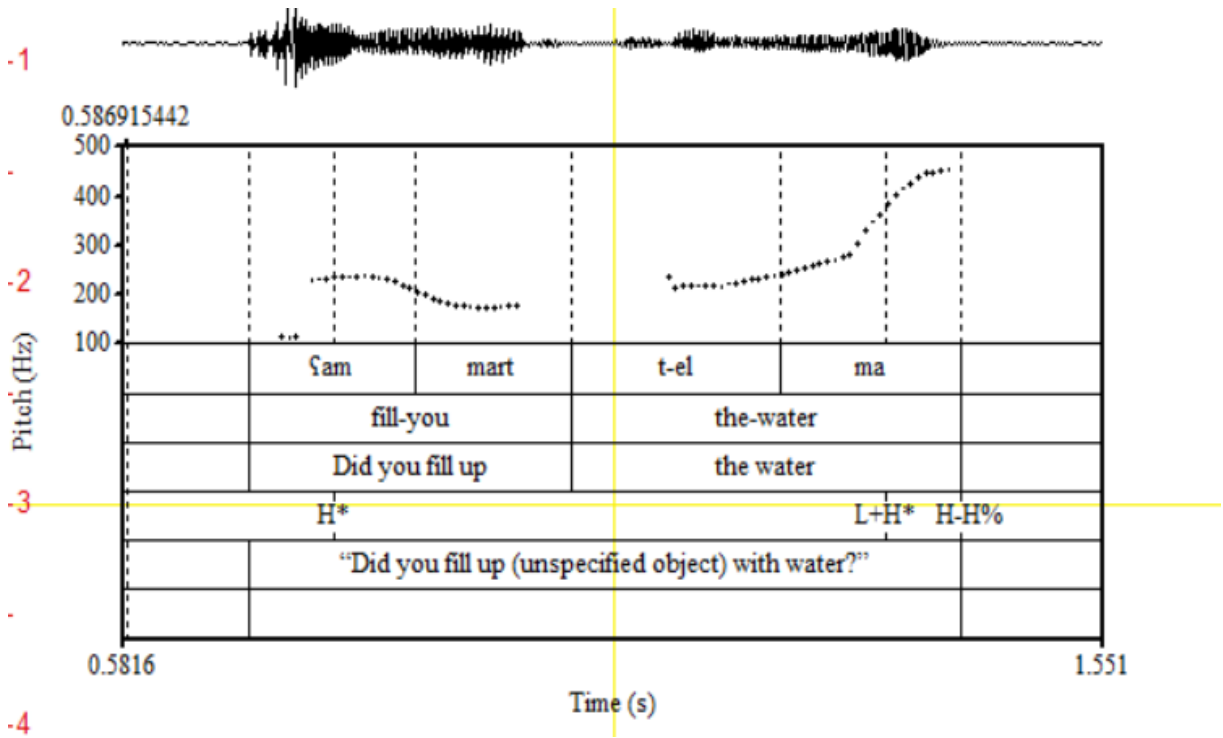 -1
0.586915442
500
400
300
200
100
Pitch (Hz)
-2
ʕam mart t-el ma
fill-you the-water
Did you fill up the water
-3
H* L+H* H-H%
“Did you fill up (unspecified object) with water?”
0.5816 1.551
Time (s)
-4